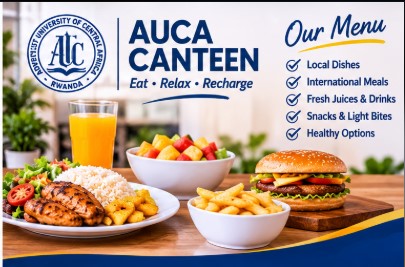 ADVENTIST UNIVERSITY OF CENTRAL AFRICA
• RWANDA •
AUCA
CANTEEN
Eat • Relax • Recharge
Our Menu
Local Dishes
International Meals
Fresh Juices & Drinks
Snacks & Light Bites
Healthy Options